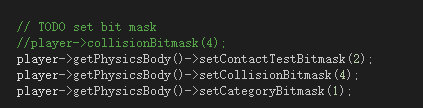 // TODO set bit mask
//player->collisionBitmask(4);
player->getPhysicsBody()->setContactTestBitmask(2);
player->getPhysicsBody()->setCollisionBitmask(4);
player->getPhysicsBody()->setCategoryBitmask(1);